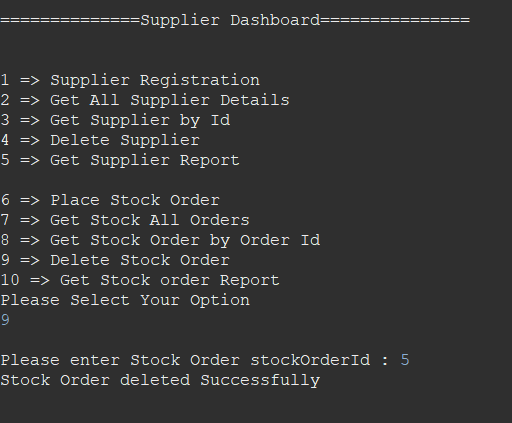 ==============Supplier Dashboard===============
1 => Supplier Registration
2 => Get All Supplier Details
3 => Get Supplier by Id
4 => Delete Supplier
5 => Get Supplier Report
6 => Place Stock Order
7 => Get Stock All Orders
8 => Get Stock Order by Order Id
9 => Delete Stock Order
10 => Get Stock order Report
Please Select Your Option
9
Please enter Stock Order stockOrderId : 5
Stock Order deleted Successfully